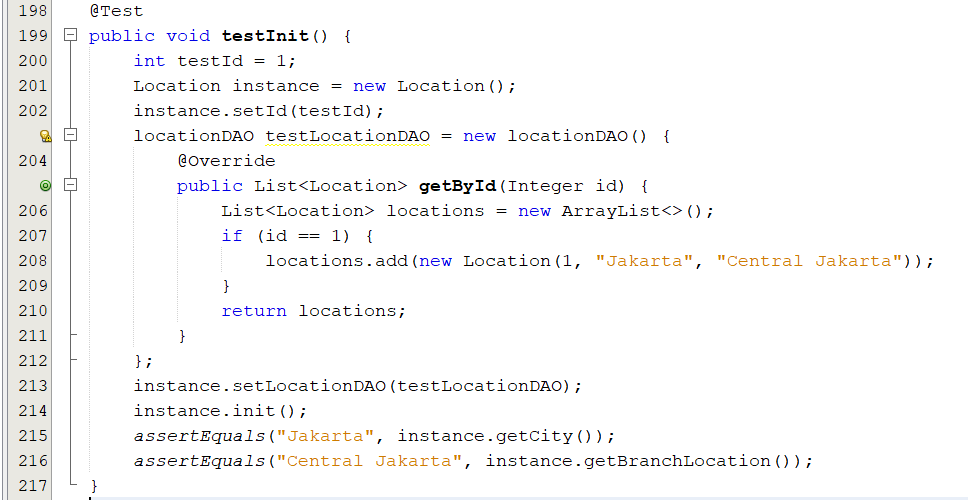 198 @Test
199 public void testInit() {
200 int testId = 1;
201 Location instance = new Location();
202 instance.setId(testId);
locationDAO testLocationDAO = new locationDAO() {
204 @Override
public List<Location> getById(Integer id) {
206 List<Location> locations = new ArrayList<>();
207 if (id == 1) {
208 locations.add(new Location(1, "Jakarta", "Central Jakarta"));
209 }
210 return locations;
211 }
212 };
213 instance.setLocationDAO(testLocationDAO);
214 instance.init();
215 assertEquals("Jakarta", instance.getCity());
216 assertEquals("Central Jakarta", instance.getBranchLocation());
217 }